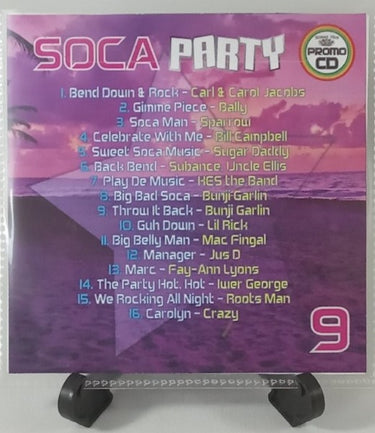 SOCA PARTY
PROMO
CD
1. Bend Down & Rock - Carl & Carol Jacobs
2. Gimme Piece - Bally
3. Soca Man - Sparrow
4. Celebrate With Me - Bill Campbell
5. Sweet Soca Music - Sugar Daddy
6. Back Bend - Subance, Uncle Ellis
7. Play De Music - KES the Band
8. Big Bad Soca - Bunji Garlin
9. Throw It Back - Bunji Garlin
10. Guh Down - Lil Rick
11. Big Belly Man - Mac Fingal
12. Manager - Jus D
13. Marc - Fay-Ann Lyons
14. The Party Hot, Hot - Iwer George
15. We Rocking All Night - Roots Man
16. Carolyn - Crazy
9